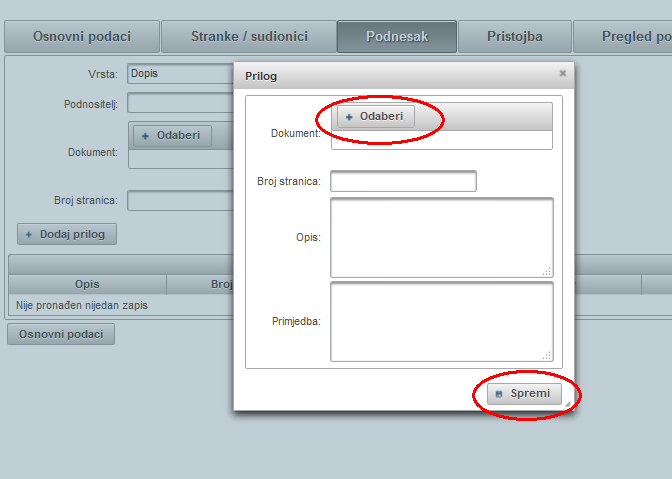 Osnovni podaci
Stranke / sudionici
Podnesak
Pristojba
Pregled po
Vrsta:
Dopis
Podnositelj:
Dokument:
Odaberi
Broj stranica:
Dodaj prilog
Opis
Broj
Nije pronađen nijedan zapis
Osnovni podaci
Prilog
Dokument:
Odaberi
Broj stranica:
Opis:
Primjedba:
Spremi